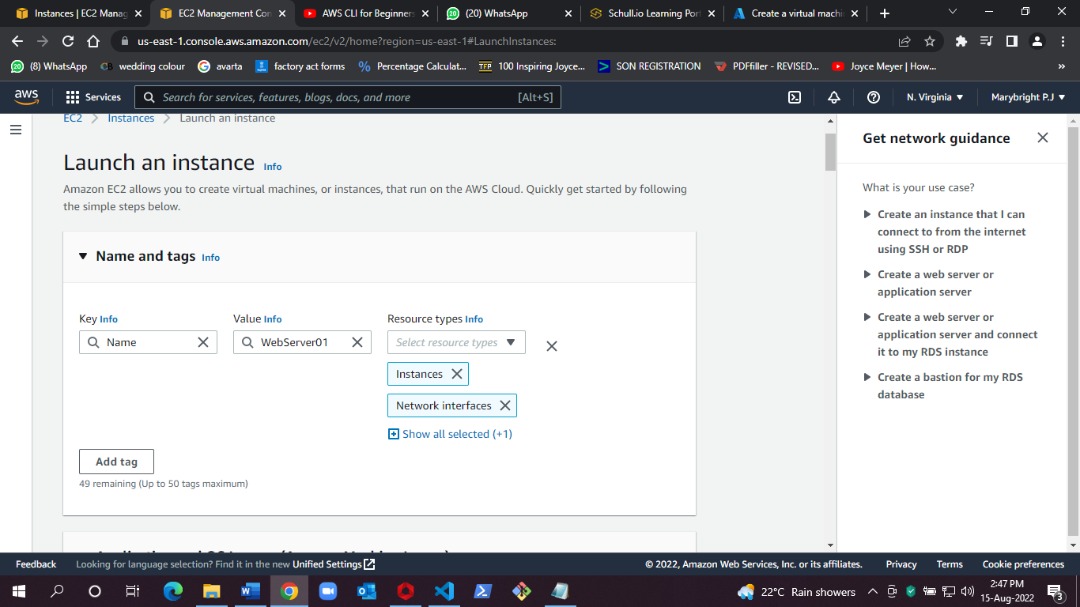 Instances | EC2 Manag
EC2 Management Con
AWS CLI for Beginner
(20) WhatsApp
Schull.io Learning Por
Create a virtual machi
us-east-1.console.aws.amazon.com/ec2/v2/home?region=us-east-1#LaunchInstances:
(8) WhatsApp
wedding colour
avarta
factory act forms
Percentage Calculat...
100 Inspiring Joyce...
SON REGISTRATION
PDFfiller - REVISED...
Joyce Meyer | How...
aws
Services
Search for services, features, blogs, docs, and more
[Alt+S]
N. Virginia
Marybright P.J
EC2 > Instances > Launch an instance
Launch an instance Info
Amazon EC2 allows you to create virtual machines, or instances, that run on the AWS Cloud. Quickly get started by following
the simple steps below.
Name and tags Info
Key Info
Value Info
Resource types Info
Name
WebServer01
Select resource types
Instances
Network interfaces
Show all selected (+1)
Add tag
49 remaining (Up to 50 tags maximum)
Get network guidance
What is your use case?
Create an instance that I can
connect to from the internet
using SSH or RDP
Create a web server or
application server
Create a web server or
application server and connect
it to my RDS instance
Create a bastion for my RDS
database
Feedback
Looking for language selection? Find it in the new Unified Settings
© 2022, Amazon Web Services, Inc. or its affiliates.
Privacy
Terms
Cookie preferences
22°C Rain showers
2:47 PM
15-Aug-2022
3